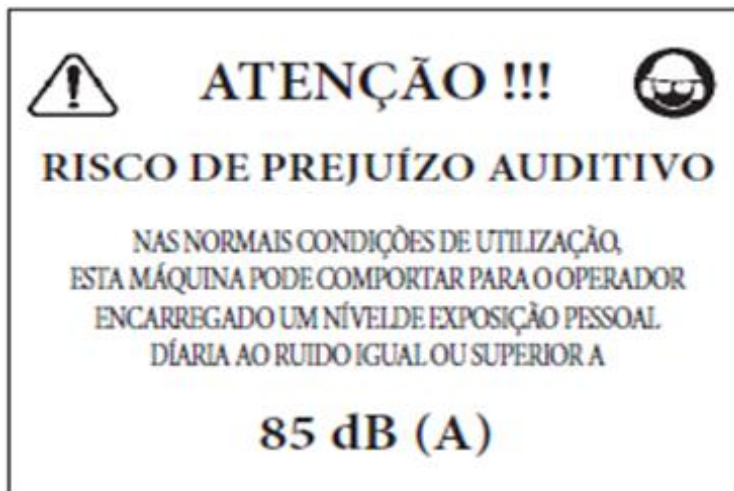 ATENÇÃO !!!
RISCO DE PREJUÍZO AUDITIVO
NAS NORMAIS CONDIÇÕES DE UTILIZAÇÃO,
ESTA MÁQUINA PODE COMPORTAR PARA O OPERADOR
ENCARREGADO UM NÍVELDE EXPOSIÇÃO PESSOAL
DÍARIA AO RUIDO IGUAL OU SUPERIOR A
85 dB (A)